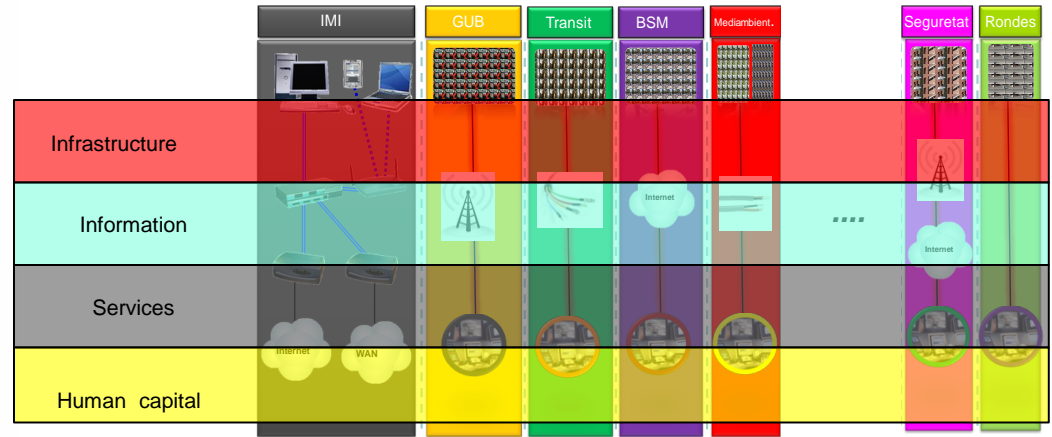 IMI
GUB
Transit
BSM
Mediambient.
Seguretat
Rondes
Infrastructure
Information
Internet
....
Internet
Services
Internet
WAN
Human capital